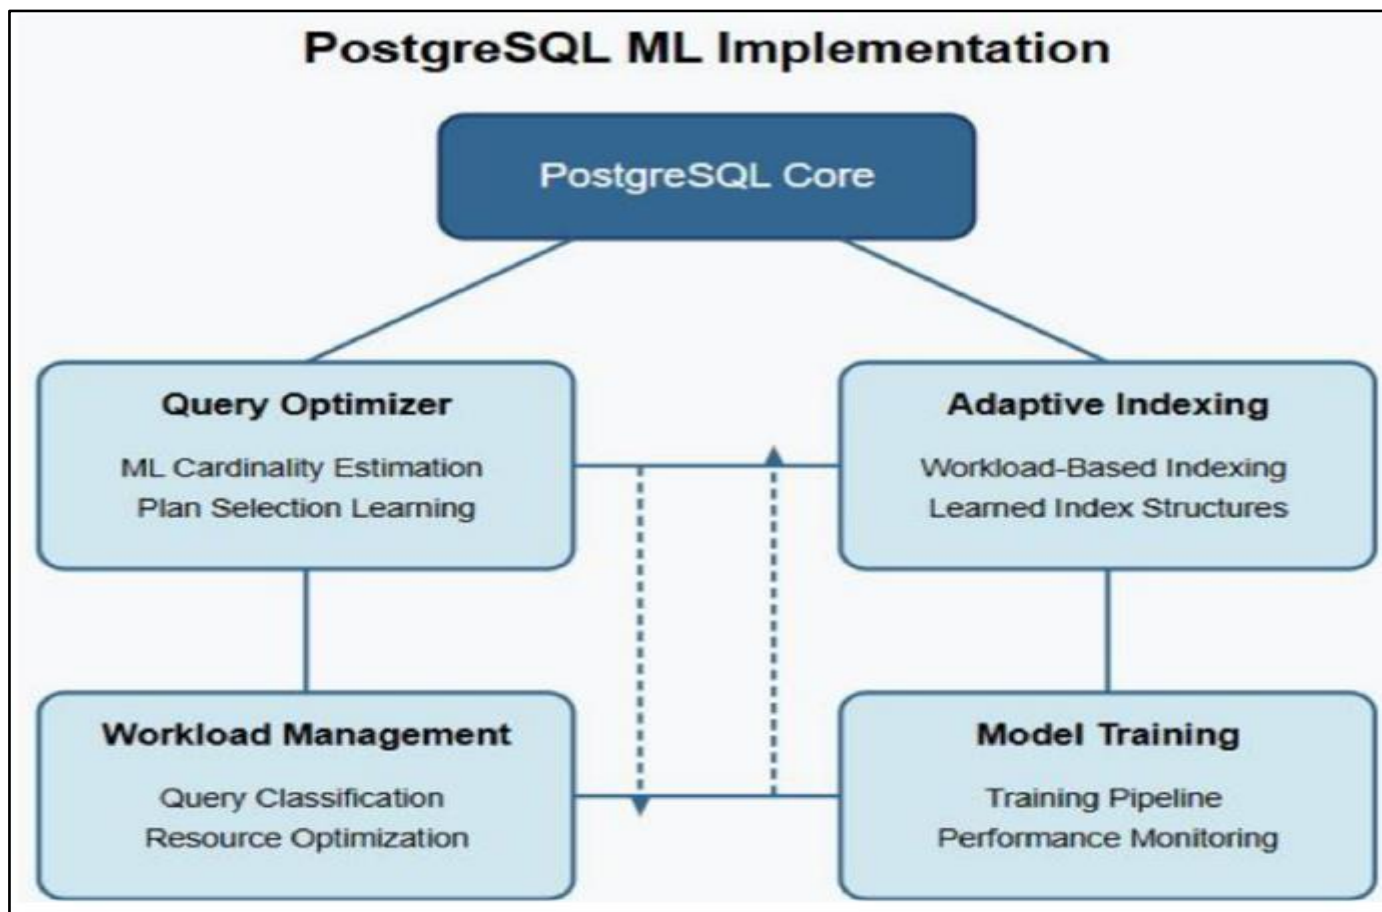 PostgreSQL ML Implementation
PostgreSQL Core
Query Optimizer
ML Cardinality Estimation
Plan Selection Learning
Adaptive Indexing
Workload-Based Indexing
Learned Index Structures
Workload Management
Query Classification
Resource Optimization
Model Training
Training Pipeline
Performance Monitoring